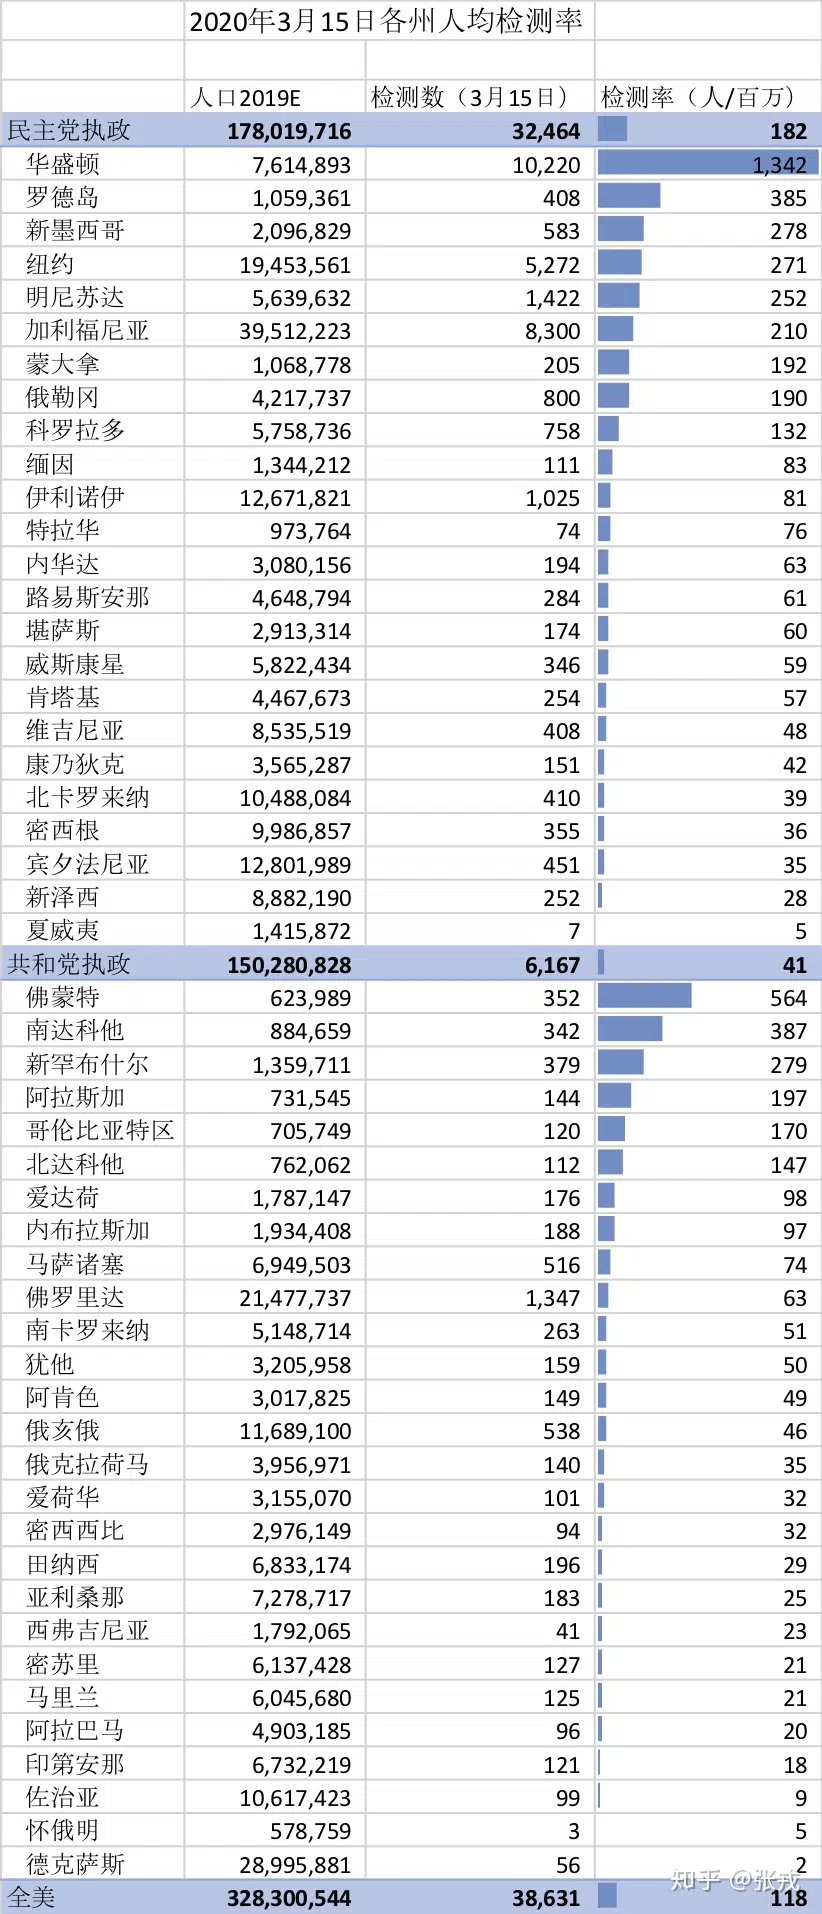 2020年3月15日各州人均检测率
人口2019E 检测数（3月15日） 检测率（人/百万）
民主党执政 178,019,716 32,464 182
华盛顿 7,614,893 10,220 1,342
罗德岛 1,059,361 408 385
新墨西哥 2,096,829 583 278
纽约 19,453,561 5,272 271
明尼苏达 5,639,632 1,422 252
加利福尼亚 39,512,223 8,300 210
蒙大拿 1,068,778 205 192
俄勒冈 4,217,737 800 190
科罗拉多 5,758,736 758 132
缅因 1,344,212 111 83
伊利诺伊 12,671,821 1,025 81
特拉华 973,764 74 76
内华达 3,080,156 194 63
路易斯安那 4,648,794 284 61
堪萨斯 2,913,314 174 60
威斯康星 5,822,434 346 59
肯塔基 4,467,673 254 57
维吉尼亚 8,535,519 408 48
康乃狄克 3,565,287 151 42
北卡罗来纳 10,488,084 410 39
密西根 9,986,857 355 36
宾夕法尼亚 12,801,989 451 35
新泽西 8,882,190 252 28
夏威夷 1,415,872 7 5
共和党执政 150,280,828 6,167 41
佛蒙特 623,989 352 564
南达科他 884,659 342 387
新罕布什尔 1,359,711 379 279
阿拉斯加 731,545 144 197
哥伦比亚特区 705,749 120 170
北达科他 762,062 112 147
爱达荷 1,787,147 176 98
内布拉斯加 1,934,408 188 97
马萨诸塞 6,949,503 516 74
佛罗里达 21,477,737 1,347 63
南卡罗来纳 5,148,714 263 51
犹他 3,205,958 159 50
阿肯色 3,017,825 149 49
俄亥俄 11,689,100 538 46
俄克拉荷马 3,956,971 140 35
爱荷华 3,155,070 101 32
密西西比 2,976,149 94 32
田纳西 6,833,174 196 29
亚利桑那 7,278,717 183 25
西弗吉尼亚 1,792,065 41 23
密苏里 6,137,428 127 21
马里兰 6,045,680 125 21
阿拉巴马 4,903,185 96 20
印第安那 6,732,219 121 18
佐治亚 10,617,423 99 9
怀俄明 578,759 3 5
德克萨斯 28,995,881 56 2
知乎 @张戎
全美 328,300,544 38,631 118